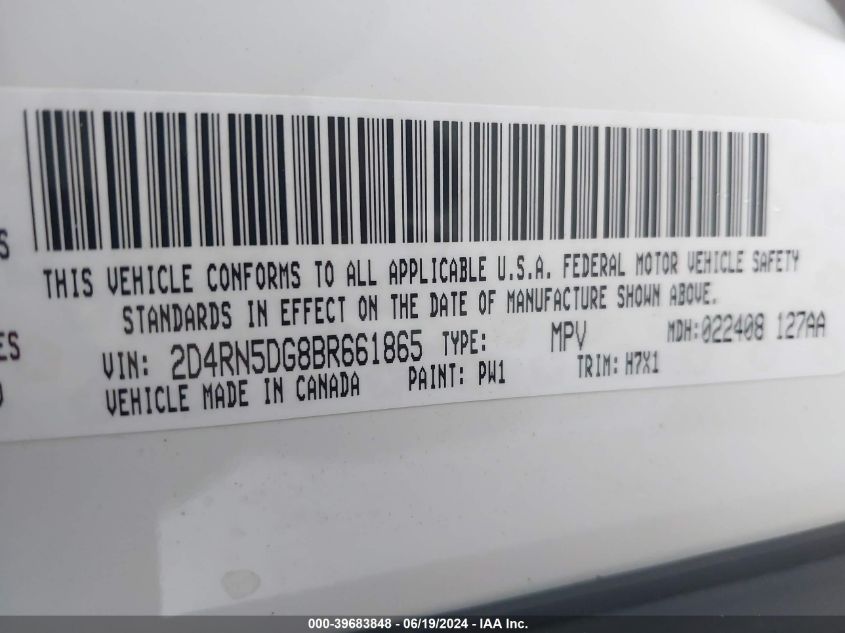 S
THIS VEHICLE CONFORMS TO ALL APPLICABLE U.S.A. FEDERAL MOTOR VEHICLE SAFETY
STANDARDS IN EFFECT ON THE DATE OF MANUFACTURE SHOWN ABOVE.
ES
VIN: 2D4RN5DG8BR661865 TYPE: MPV MDH:022408 127AA
VEHICLE MADE IN CANADA PAINT: PW1 TRIM: H7X1
000-39683848 - 06/19/2024 - IAA Inc.